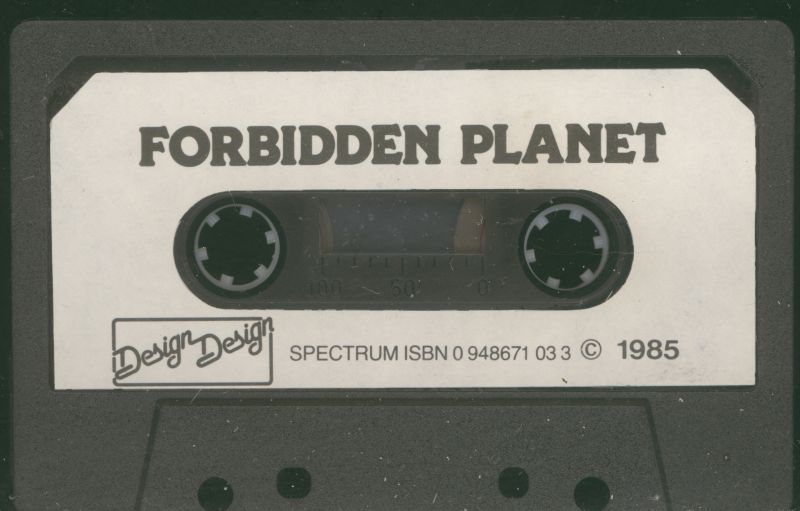 FORBIDDEN PLANET
100 50 0
Design Design
SPECTRUM ISBN 0 948671 03 3 © 1985